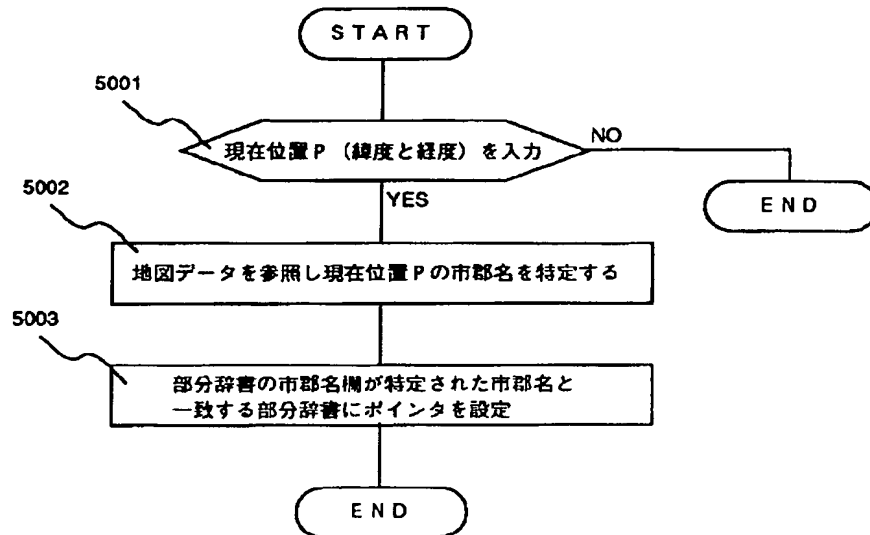 START
5001
現在位置P（緯度と経度）を入力
NO
END
YES
5002
地図データを参照し現在位置Pの市郡名を特定する
5003
部分辞書の市郡名欄が特定された市郡名と
一致する部分辞書にポインタを設定
END